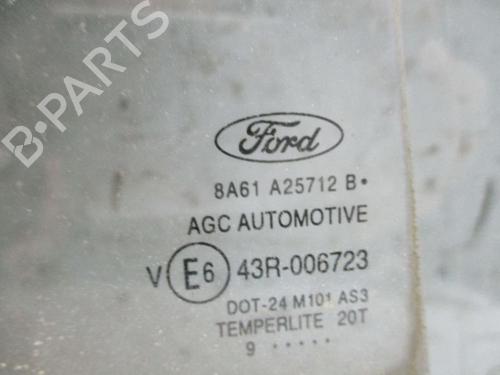 B-PARTS
Ford
8A61 A25712 B•
AGC AUTOMOTIVE
V E6 43R-006723
DOT-24 M101 AS3
TEMPERLITE 20T
9 •••••